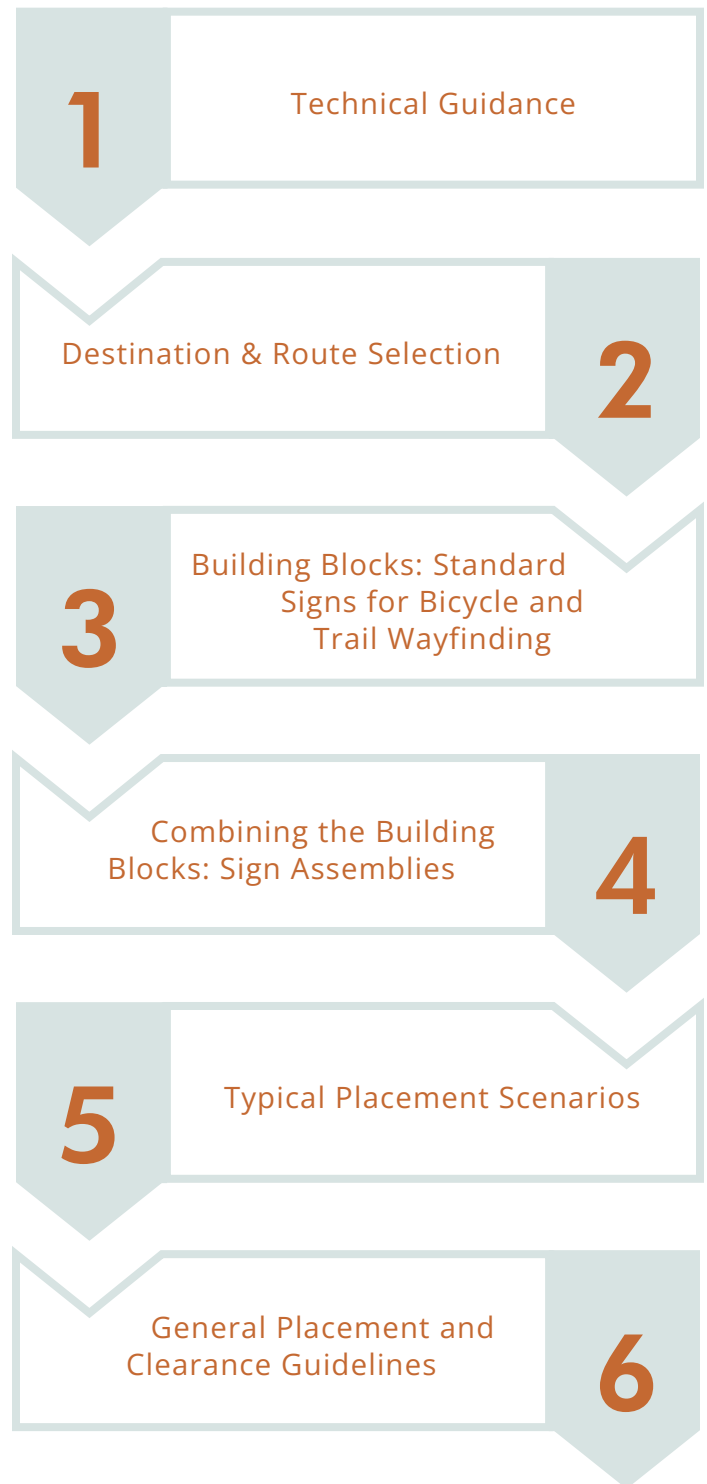 1
Technical Guidance
Destination & Route Selection
2
3
Building Blocks: Standard
Signs for Bicycle and
Trail Wayfinding
Combining the Building
Blocks: Sign Assemblies
4
5
Typical Placement Scenarios
General Placement and
Clearance Guidelines
6